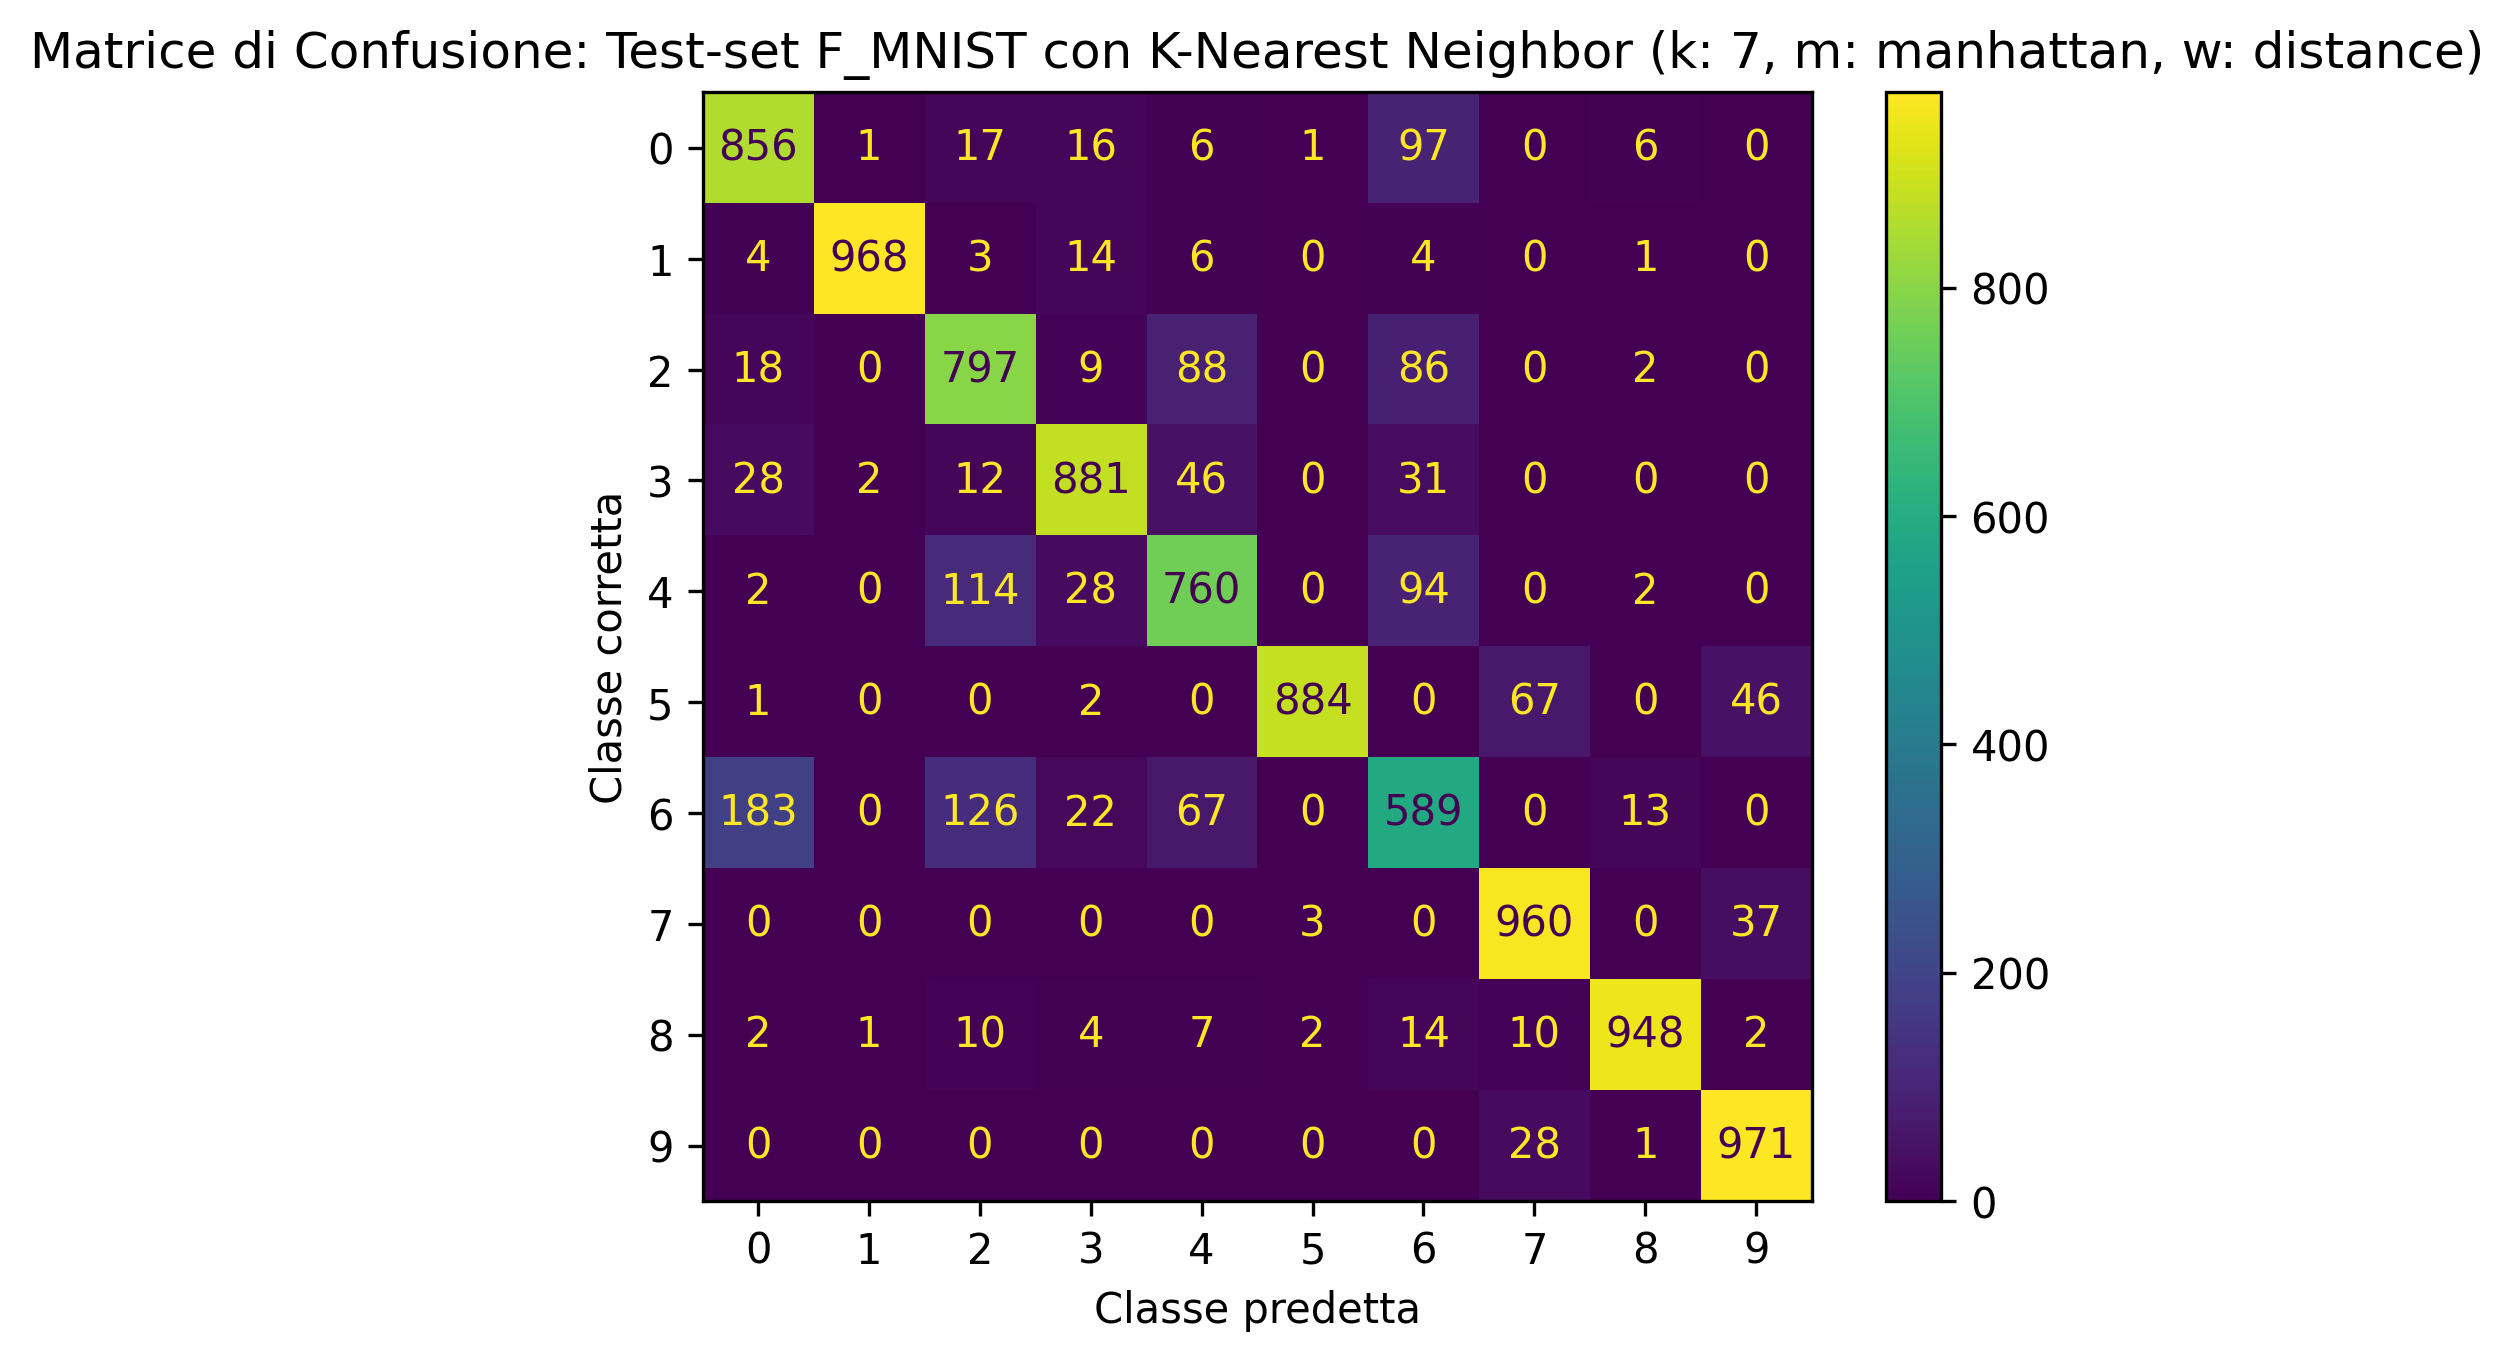 Matrice di Confusione: Test-set F_MNIST con K-Nearest Neighbor (k: 7, m: manhattan, w: distance)
Classe corretta
0 856 1 17 16 6 1 97 0 6 0
1 4 968 3 14 6 0 4 0 1 0
2 18 0 797 9 88 0 86 0 2 0
3 28 2 12 881 46 0 31 0 0 0
4 2 0 114 28 760 0 94 0 2 0
5 1 0 0 2 0 884 0 67 0 46
6 183 0 126 22 67 0 589 0 13 0
7 0 0 0 0 0 3 0 960 0 37
8 2 1 10 4 7 2 14 10 948 2
9 0 0 0 0 0 0 0 28 1 971
0 1 2 3 4 5 6 7 8 9
Classe predetta
800
600
400
200
0